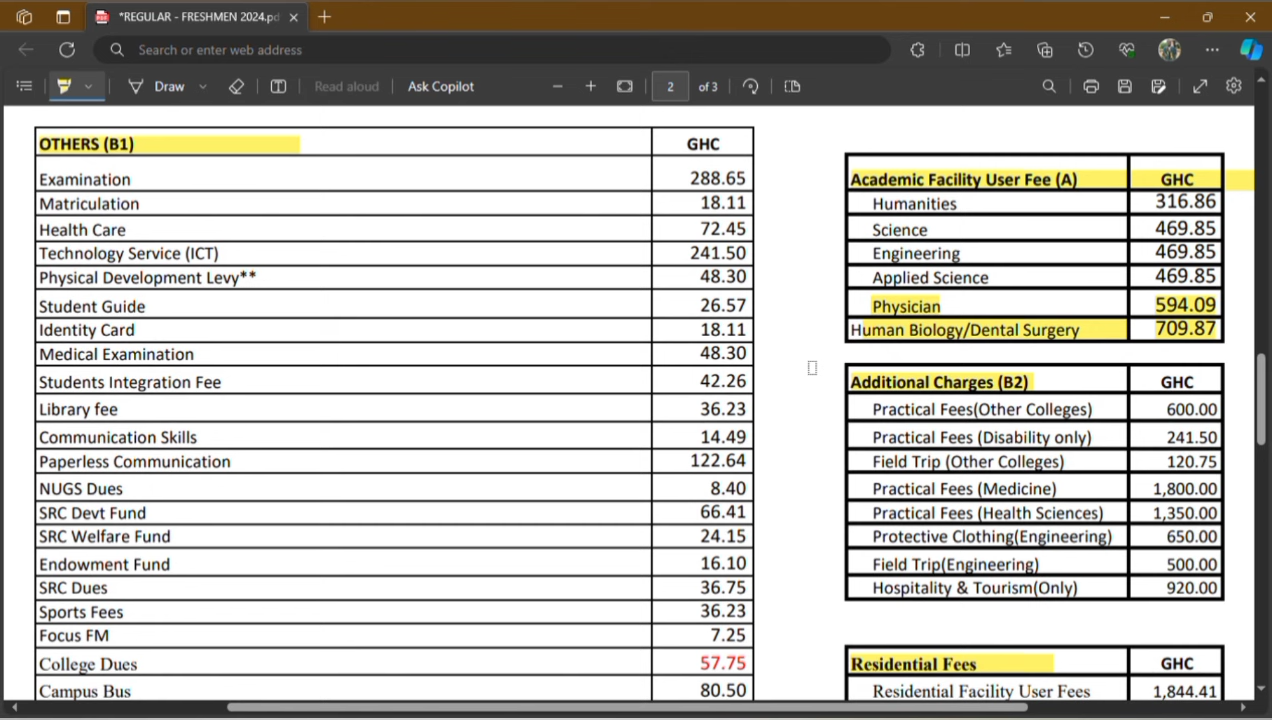 *REGULAR - FRESHMEN 2024.pd
Search or enter web address
Draw
Read aloud
Ask Copilot
2
of 3
OTHERS (B1) GHC
Examination 288.65
Matriculation 18.11
Health Care 72.45
Technology Service (ICT) 241.50
Physical Development Levy** 48.30
Student Guide 26.57
Identity Card 18.11
Medical Examination 48.30
Students Integration Fee 42.26
Library fee 36.23
Communication Skills 14.49
Paperless Communication 122.64
NUGS Dues 8.40
SRC Devt Fund 66.41
SRC Welfare Fund 24.15
Endowment Fund 16.10
SRC Dues 36.75
Sports Fees 36.23
Focus FM 7.25
College Dues 57.75
Campus Bus 80.50
Academic Facility User Fee (A) GHC
Humanities 316.86
Science 469.85
Engineering 469.85
Applied Science 469.85
Physician 594.09
Human Biology/Dental Surgery 709.87
Additional Charges (B2) GHC
Practical Fees(Other Colleges) 600.00
Practical Fees (Disability only) 241.50
Field Trip (Other Colleges) 120.75
Practical Fees (Medicine) 1,800.00
Practical Fees (Health Sciences) 1,350.00
Protective Clothing(Engineering) 650.00
Field Trip(Engineering) 500.00
Hospitality & Tourism(Only) 920.00
Residential Fees GHC
Residential Facility User Fees 1,844.41